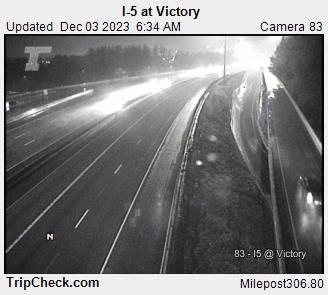 I-5 at Victory
Updated Dec 03 2023 6:34 AM Camera 83
T
N
83 - I5 @ Victory
TripCheck.com Milepost306.80